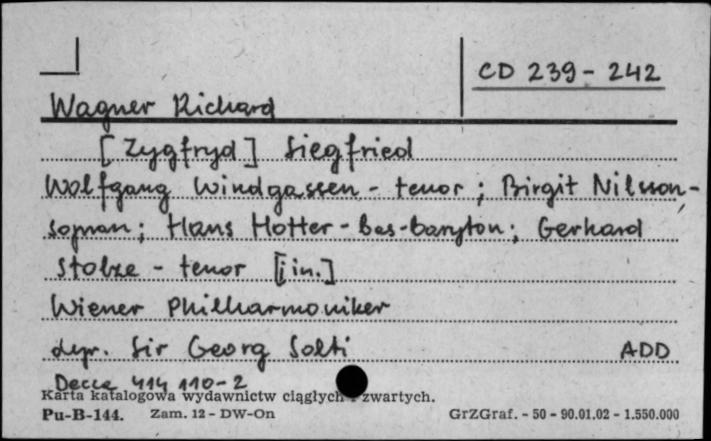 CD 239 - 242
Wagner Richard
[Zygfryd] Siegfried
Wolfgang Windgassen - tenor; Birgit Nilsson -
sopran; Hans Hotter - bas-baryton; Gerhard
Stolze - tenor [i in.]
Wiener Philharmoniker
dyr. Sir Georg Solti ADD
Decca 414 110-2
Karta katalogowa wydawnictw ciągłych i zwartych.
Pu-B-144. Zam. 12 - DW-On GrZGraf. - 50 - 90.01.02 - 1.550.000